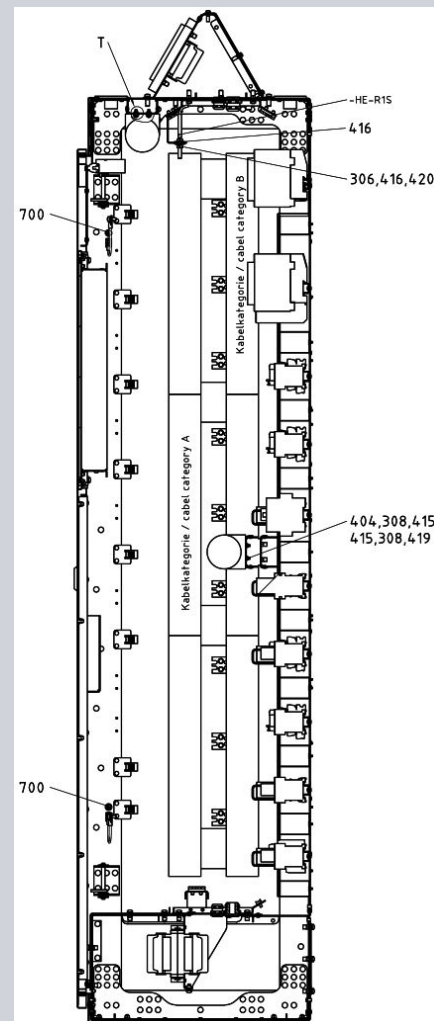 T
-HE-R1S
416
306,416,420
700
Kabelkategorie / cabel category B
Kabelkategorie / cabel category A
404,308,415
415,308,419
700